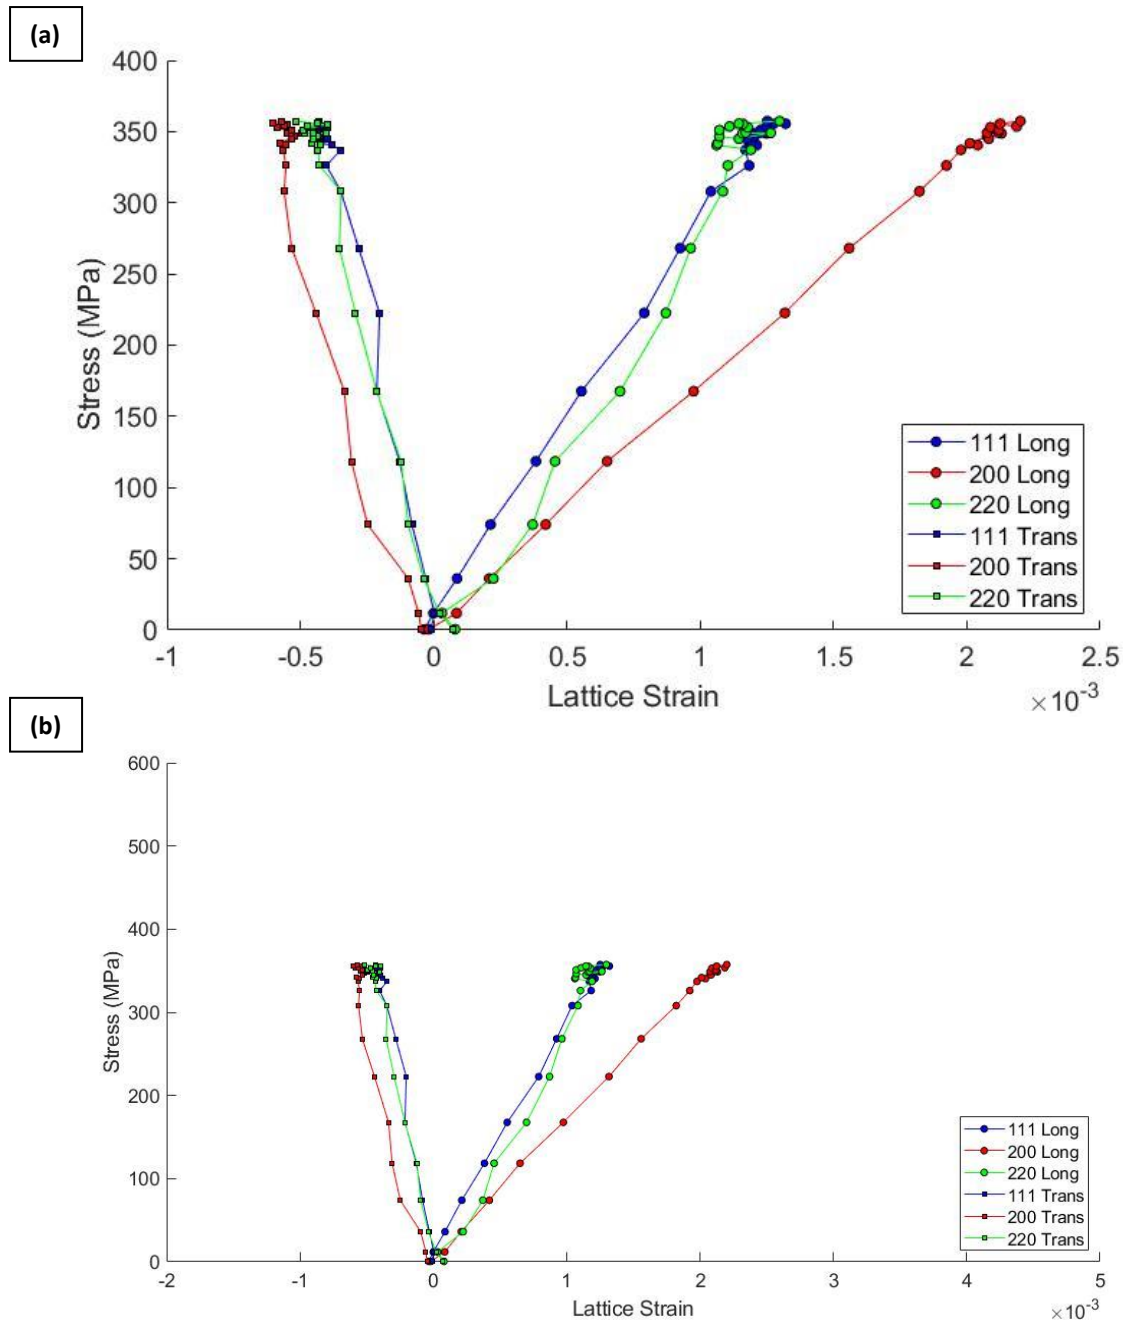 (a)
400
350
300
250
200
150
100
50
0
Stress (MPa)
-1 -0.5 0 0.5 1 1.5 2 2.5
Lattice Strain
×10-3
111 Long
200 Long
220 Long
111 Trans
200 Trans
220 Trans
(b)
600
500
400
300
200
100
0
Stress (MPa)
-2 -1 0 1 2 3 4 5
Lattice Strain
×10-3
111 Long
200 Long
220 Long
111 Trans
200 Trans
220 Trans